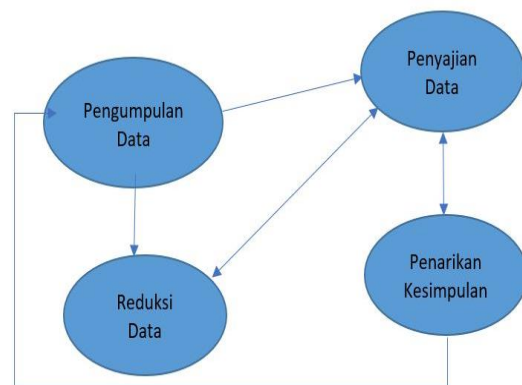 Pengumpulan
Data
Penyajian
Data
Reduksi
Data
Penarikan
Kesimpulan